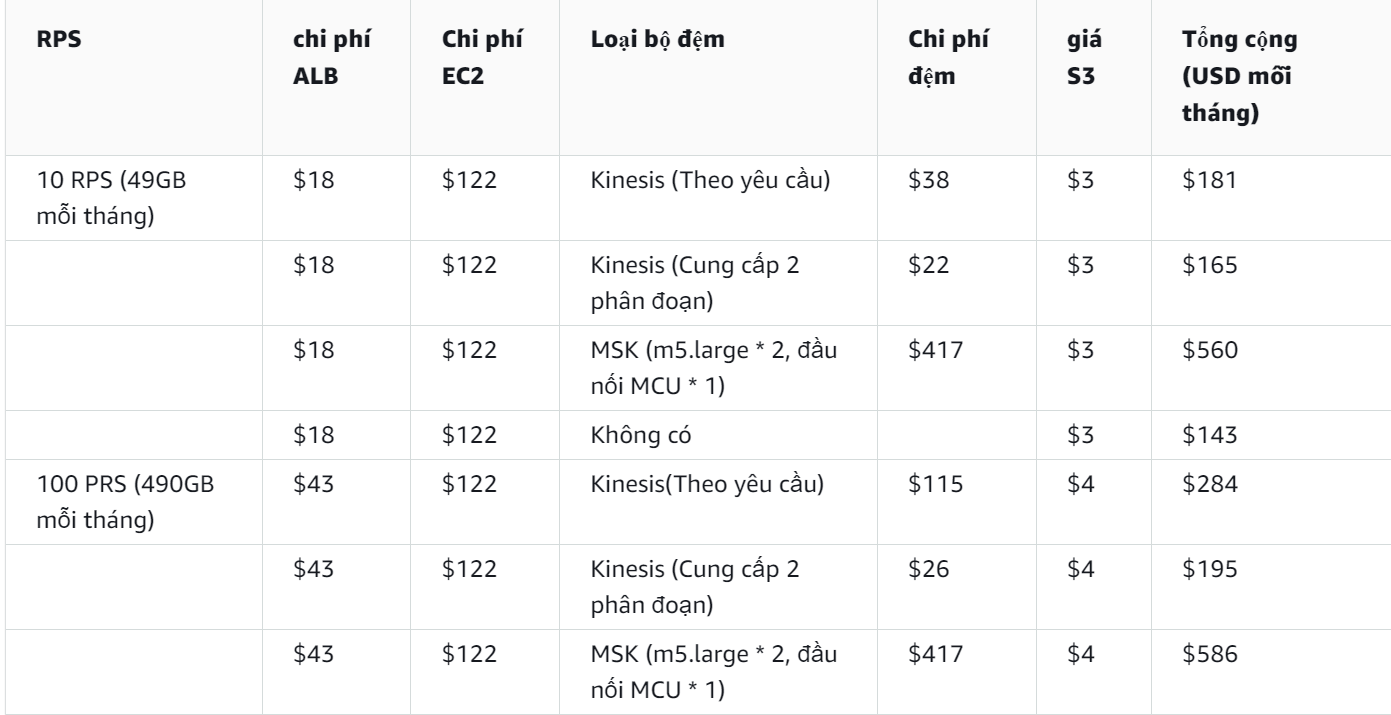 RPS
chi phí
ALB
Chi phí
EC2
Loại bộ đệm
Chi phí
đệm
giá
S3
Tổng cộng
(USD mỗi
tháng)
10 RPS (49GB
mỗi tháng)
$18
$122
Kinesis (Theo yêu cầu)
$38
$3
$181
$18
$122
Kinesis (Cung cấp 2
phân đoạn)
$22
$3
$165
$18
$122
MSK (m5.large * 2, đầu
nối MCU * 1)
$417
$3
$560
$18
$122
Không có
$3
$143
100 PRS (490GB
mỗi tháng)
$43
$122
Kinesis(Theo yêu cầu)
$115
$4
$284
$43
$122
Kinesis (Cung cấp 2
phân đoạn)
$26
$4
$195
$43
$122
MSK (m5.large * 2, đầu
nối MCU * 1)
$417
$4
$586